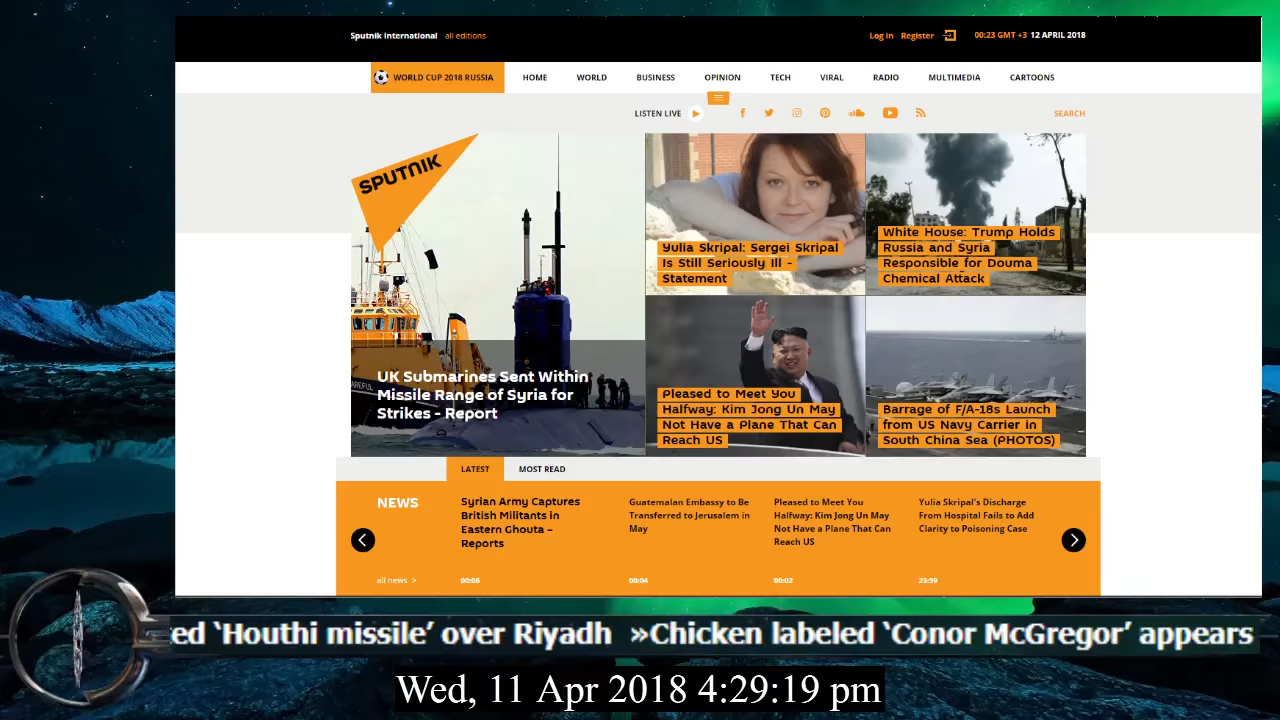 Sputnik International all editions
Log in Register 00:23 GMT +3 12 APRIL 2018
WORLD CUP 2018 RUSSIA HOME WORLD BUSINESS OPINION TECH VIRAL RADIO MULTIMEDIA CARTOONS
LISTEN LIVE
SEARCH
SPUTNIK
UK Submarines Sent Within
Missile Range of Syria for
Strikes - Report
Yulia Skripal: Sergei Skripal
Is Still Seriously Ill -
Statement
White House: Trump Holds
Russia and Syria
Responsible for Douma
Chemical Attack
Pleased to Meet You
Halfway: Kim Jong Un May
Not Have a Plane That Can
Reach US
Barrage of F/A-18s Launch
from US Navy Carrier in
South China Sea (PHOTOS)
LATEST MOST READ
NEWS
all news >
Syrian Army Captures
British Militants in
Eastern Ghouta –
Reports
00:06
Guatemalan Embassy to Be
Transferred to Jerusalem in
May
00:04
Pleased to Meet You
Halfway: Kim Jong Un May
Not Have a Plane That Can
Reach US
00:02
Yulia Skripal's Discharge
From Hospital Fails to Add
Clarity to Poisoning Case
23:59
ted ‘Houthi missile’ over Riyadh »Chicken labeled ‘Conor McGregor’ appears
Wed, 11 Apr 2018 4:29:19 pm